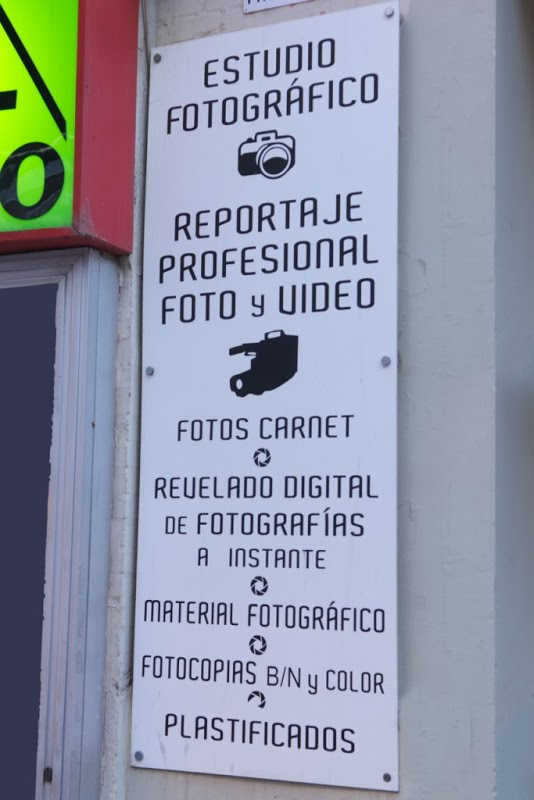 ESTUDIO
FOTOGRÁFICO
REPORTAJE
PROFESIONAL
FOTO y VIDEO
FOTOS CARNET
REVELADO DIGITAL
DE FOTOGRAFÍAS
A INSTANTE
MATERIAL FOTOGRÁFICO
FOTOCOPIAS B/N y COLOR
PLASTIFICADOS